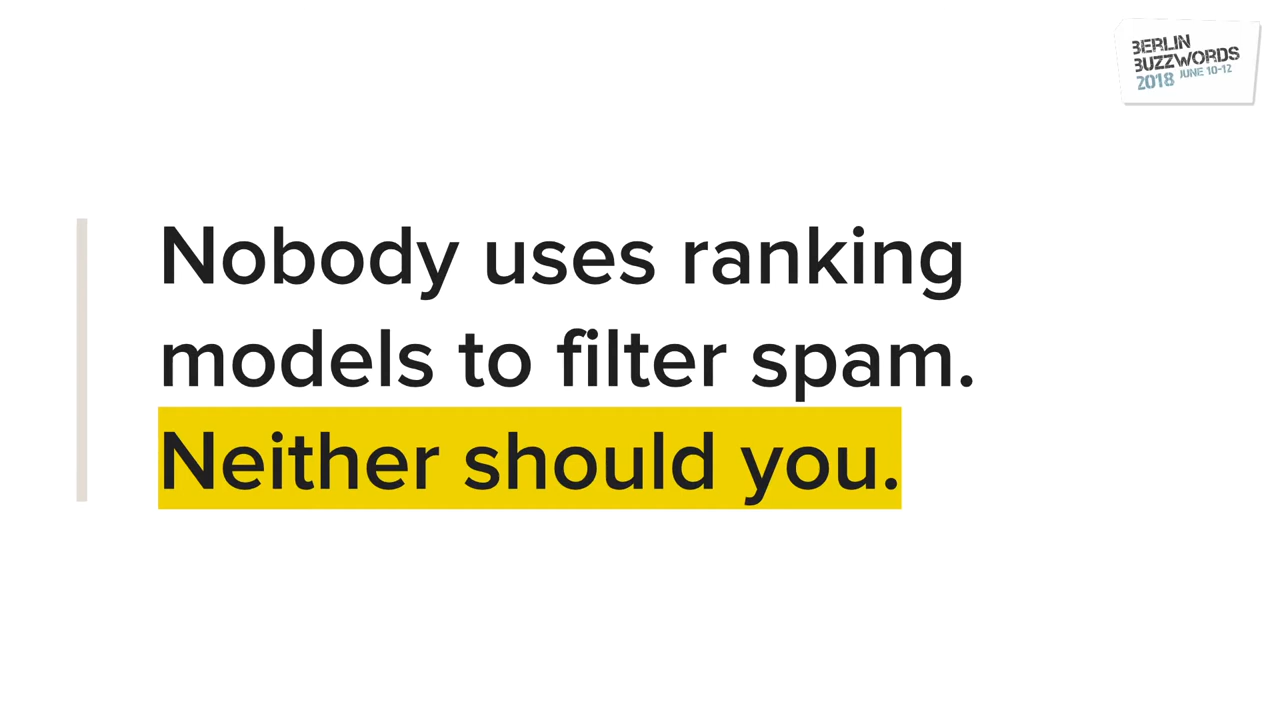 BERLIN
BUZZWORDS
2018 JUNE 10-12
Nobody uses ranking
models to filter spam.
Neither should you.